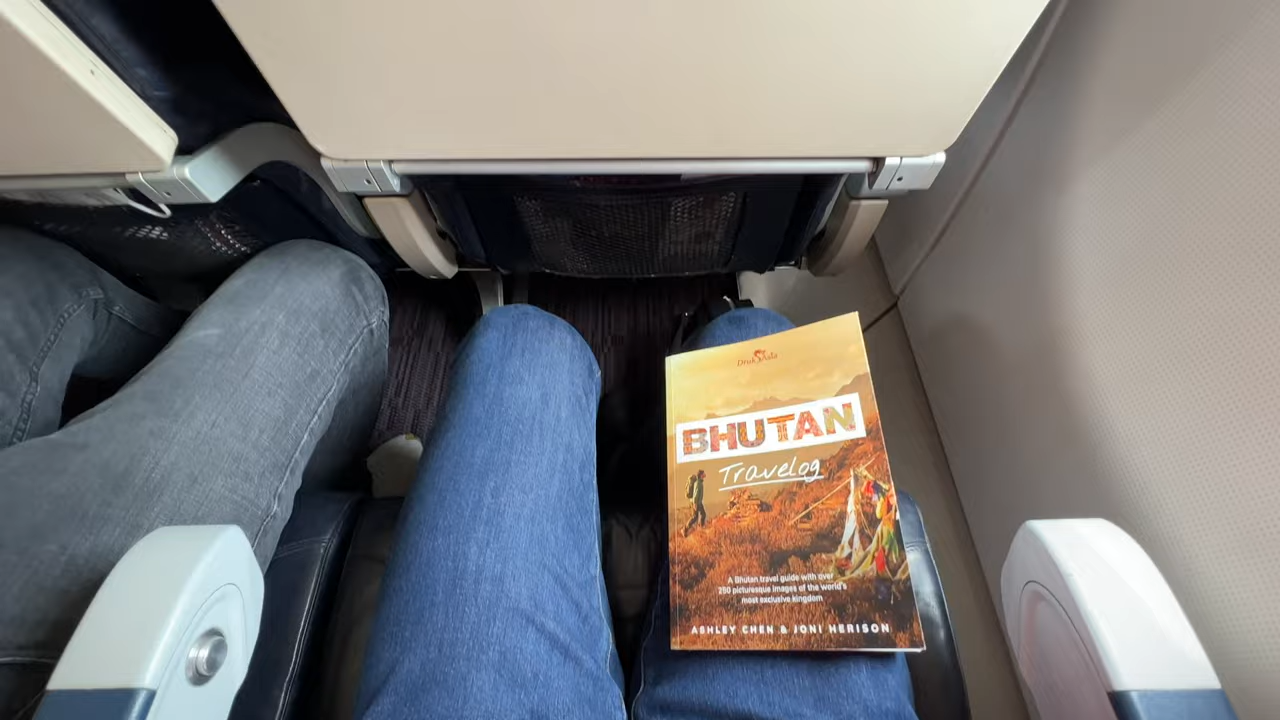 Druk Asia
BHUTAN
Travelog
A Bhutan travel guide with over
280 picturesque images of the world's
most exclusive kingdom
ASHLEY CHEN & JONI HERISON